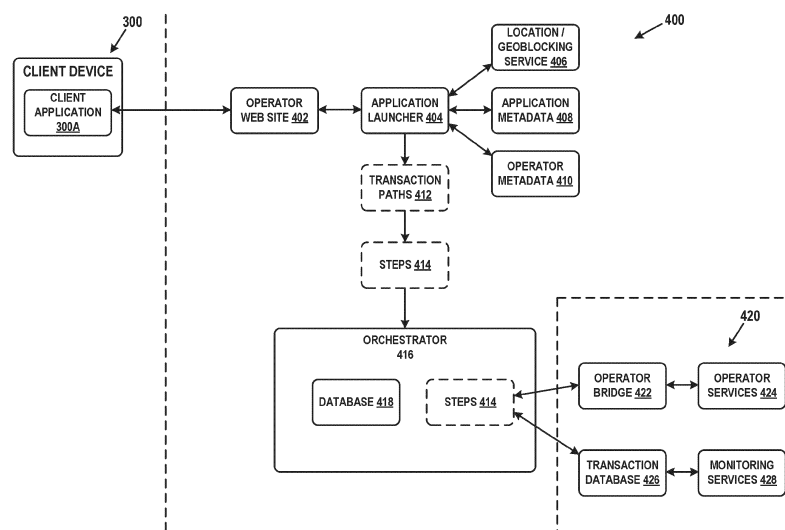 300
400
CLIENT DEVICE
CLIENT
APPLICATION
300A
OPERATOR
WEB SITE 402
APPLICATION
LAUNCHER 404
LOCATION /
GEOBLOCKING
SERVICE 406
APPLICATION
METADATA 408
OPERATOR
METADATA 410
TRANSACTION
PATHS 412
STEPS 414
ORCHESTRATOR
416
DATABASE 418
STEPS 414
420
OPERATOR
BRIDGE 422
OPERATOR
SERVICES 424
TRANSACTION
DATABASE 426
MONITORING
SERVICES 428